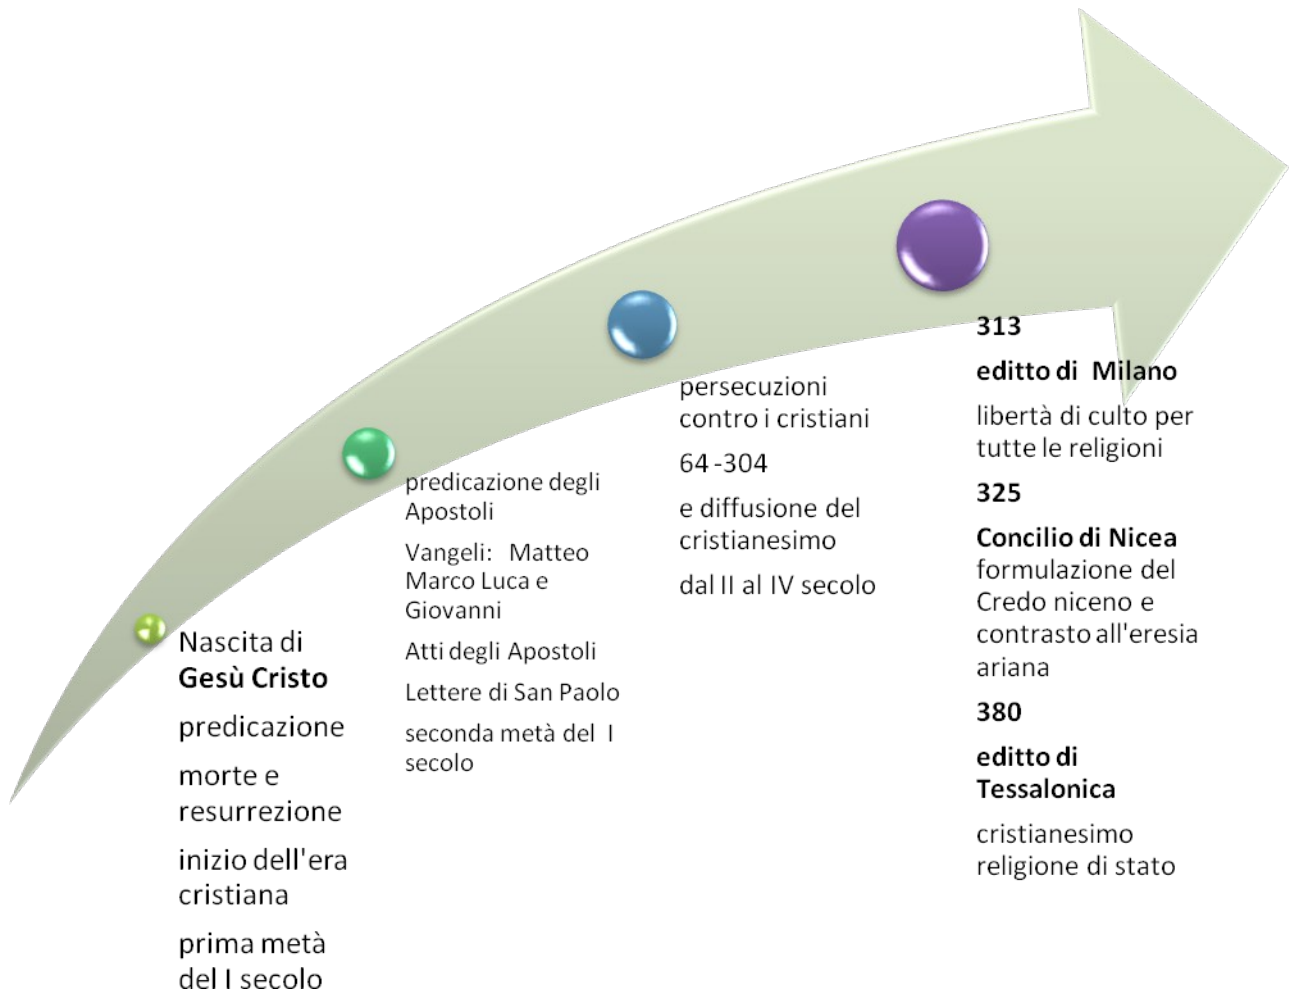 Nascita di
Gesù Cristo
predicazione
morte e
resurrezione
inizio dell'era
cristiana
prima metà
del I secolo
predicazione degli
Apostoli
Vangeli: Matteo
Marco Luca e
Giovanni
Atti degli Apostoli
Lettere di San Paolo
seconda metà del I
secolo
persecuzioni
contro i cristiani
64 -304
e diffusione del
cristianesimo
dal II al IV secolo
313
editto di Milano
libertà di culto per
tutte le religioni
325
Concilio di Nicea
formulazione del
Credo niceno e
contrasto all'eresia
ariana
380
editto di
Tessalonica
cristianesimo
religione di stato